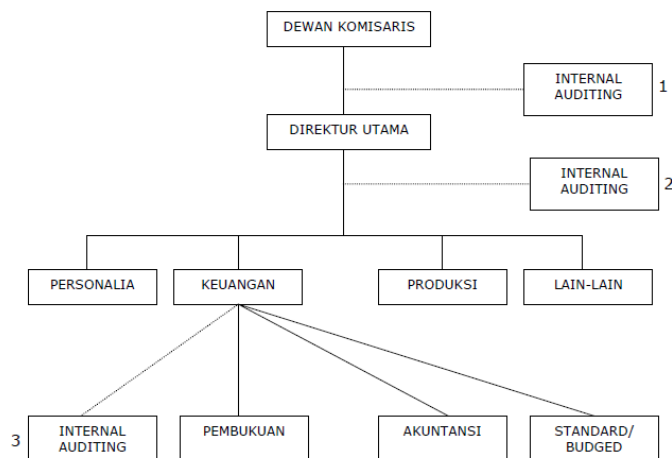 DEWAN KOMISARIS
INTERNAL
AUDITING
1
DIREKTUR UTAMA
INTERNAL
AUDITING
2
PERSONALIA
KEUANGAN
PRODUKSI
LAIN-LAIN
3
INTERNAL
AUDITING
PEMBUKUAN
AKUNTANSI
STANDARD/
BUDGED